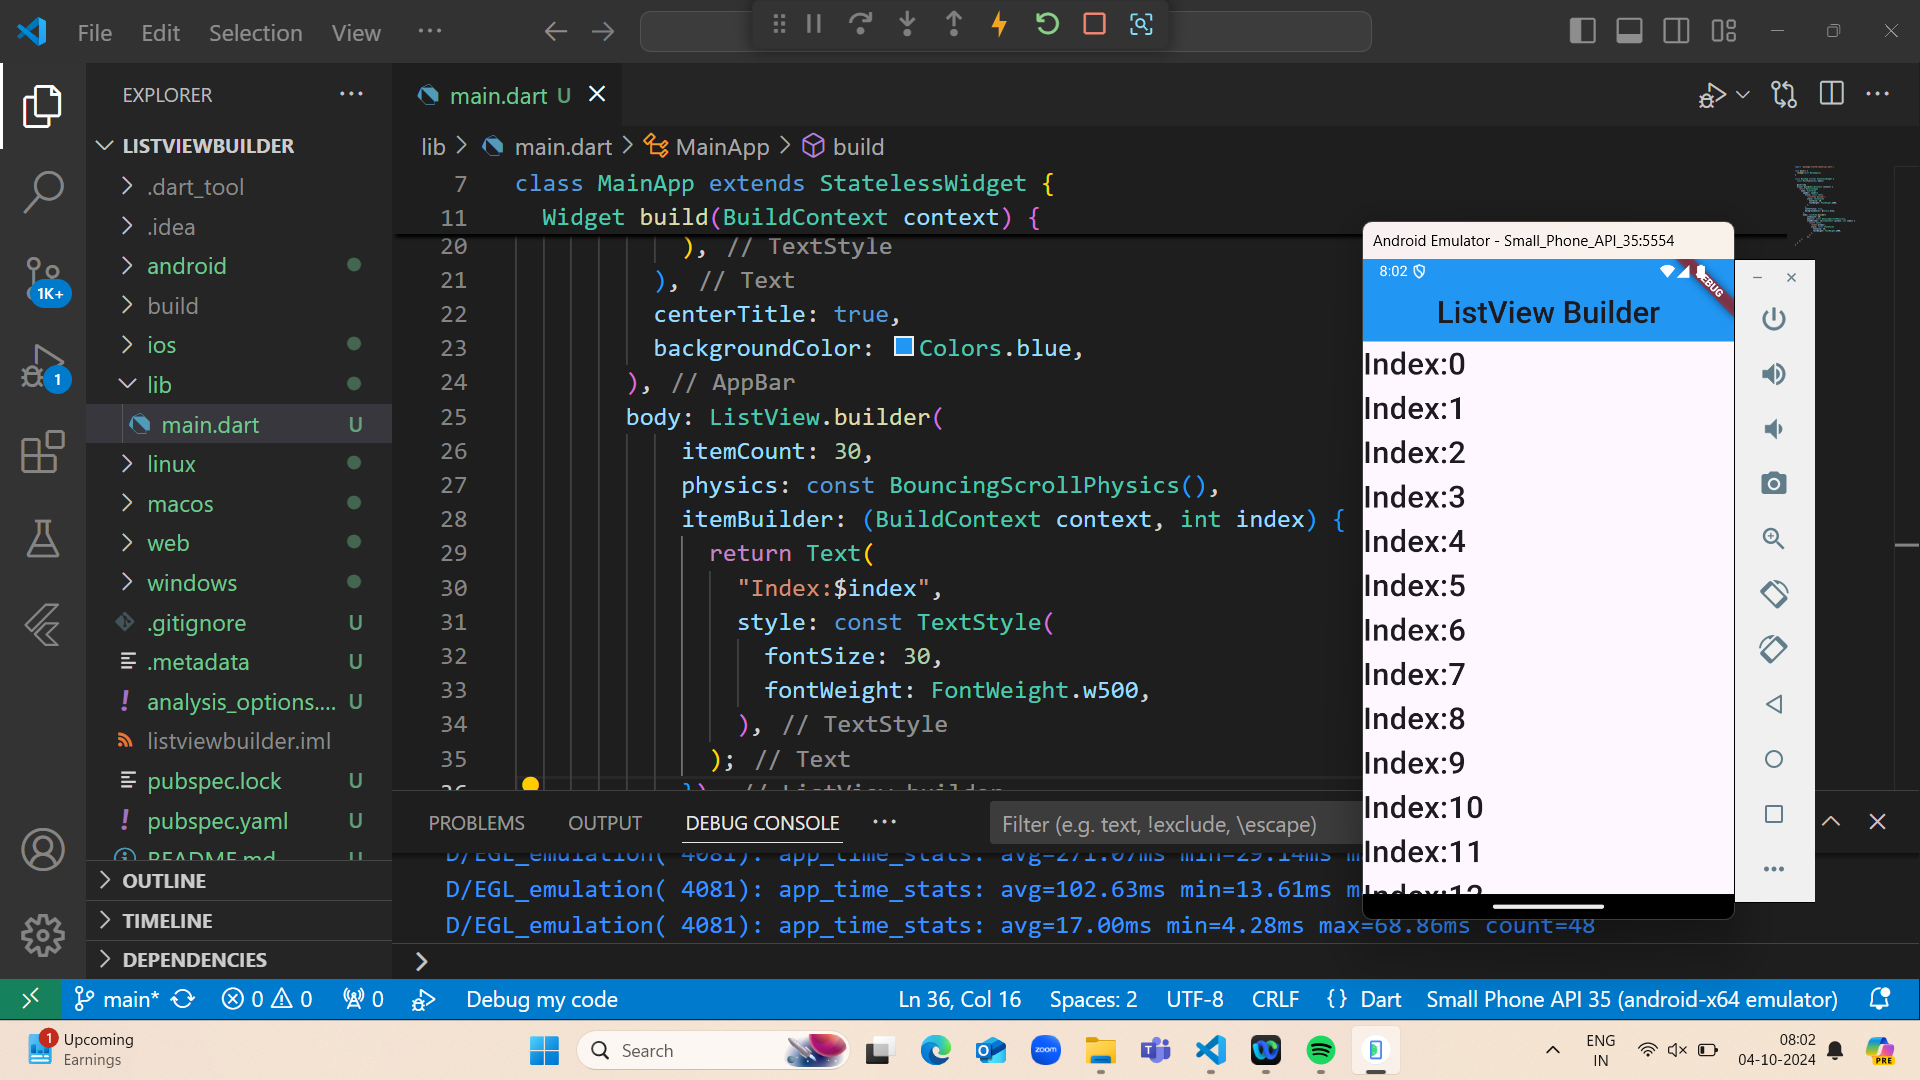 File Edit Selection View ···
EXPLORER ···
LISTVIEWBUILDER
.dart_tool
.idea
android
build
ios
lib
main.dart U
linux
macos
web
windows
.gitignore U
.metadata U
analysis_options.... U
listviewbuilder.iml
pubspec.lock U
pubspec.yaml U
README.md U
OUTLINE
TIMELINE
DEPENDENCIES
1K+
1
main.dart U
lib > main.dart > MainApp > build
7 class MainApp extends StatelessWidget {
11 Widget build(BuildContext context) {
20 ), // TextStyle
21 ), // Text
22 centerTitle: true,
23 backgroundColor: Colors.blue,
24 ), // AppBar
25 body: ListView.builder(
26 itemCount: 30,
27 physics: const BouncingScrollPhysics(),
28 itemBuilder: (BuildContext context, int index) {
29 return Text(
30 "Index:$index",
31 style: const TextStyle(
32 fontSize: 30,
33 fontWeight: FontWeight.w500,
34 ), // TextStyle
35 ); // Text
36 }), // ListView.builder
PROBLEMS OUTPUT DEBUG CONSOLE ··· Filter (e.g. text, !exclude, \escape)
D/EGL_emulation( 4081): app_time_stats: avg=271.07ms min=29.14ms m
D/EGL_emulation( 4081): app_time_stats: avg=102.63ms min=13.61ms m
D/EGL_emulation( 4081): app_time_stats: avg=17.00ms min=4.28ms max=68.86ms count=48
Android Emulator - Small_Phone_API_35:5554
8:02
ListView Builder
Index:0
Index:1
Index:2
Index:3
Index:4
Index:5
Index:6
Index:7
Index:8
Index:9
Index:10
Index:11
Index:12
main* 0 0 0 Debug my code Ln 36, Col 16 Spaces: 2 UTF-8 CRLF {} Dart Small Phone API 35 (android-x64 emulator)
1 Upcoming
Earnings
Search
zoom
ENG
IN
08:02
04-10-2024
PRE